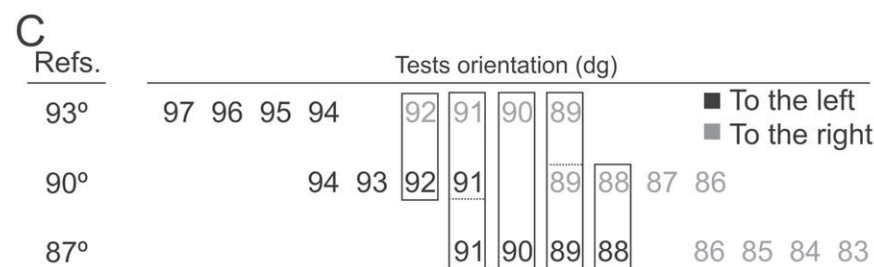 C
Refs. Tests orientation (dg)
93º 97 96 95 94 92 91 90 89
To the left
To the right
90º 94 93 92 91 89 88 87 86
87º 91 90 89 88 86 85 84 83